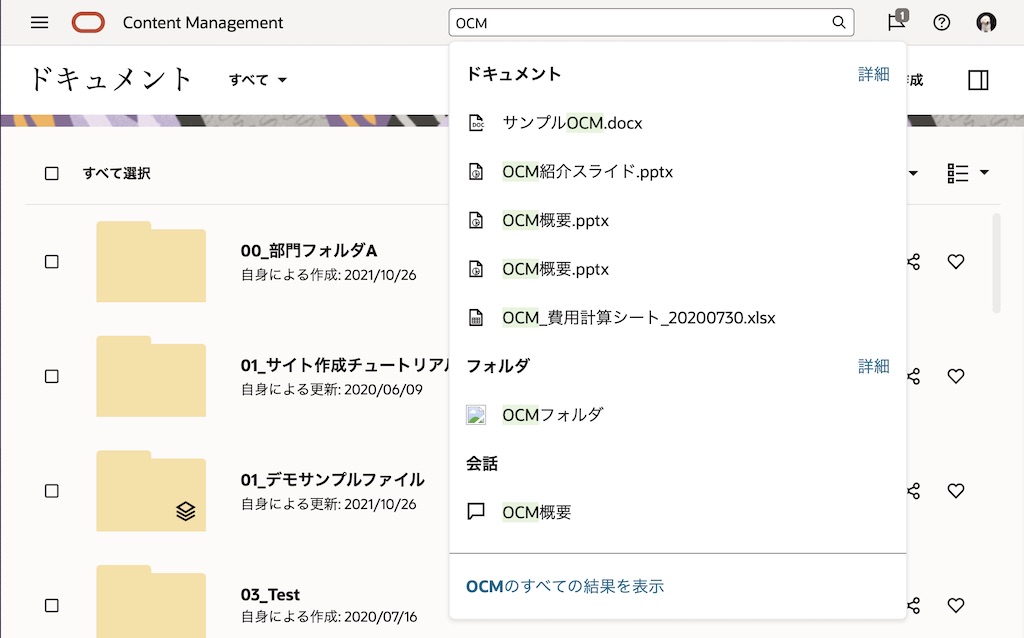 Content Management
OCM
1
ドキュメント
すべて
成
すべて選択
00_部門フォルダA
自身による作成: 2021/10/26
01_サイト作成チュートリアル
自身による更新: 2020/06/09
01_デモサンプルファイル
自身による更新: 2021/10/26
03_Test
自身による作成: 2020/07/16
ドキュメント
詳細
DOC
サンプルOCM.docx
OCM紹介スライド.pptx
OCM概要.pptx
OCM概要.pptx
OCM_費用計算シート_20200730.xlsx
フォルダ
詳細
OCMフォルダ
会話
OCM概要
OCMのすべての結果を表示